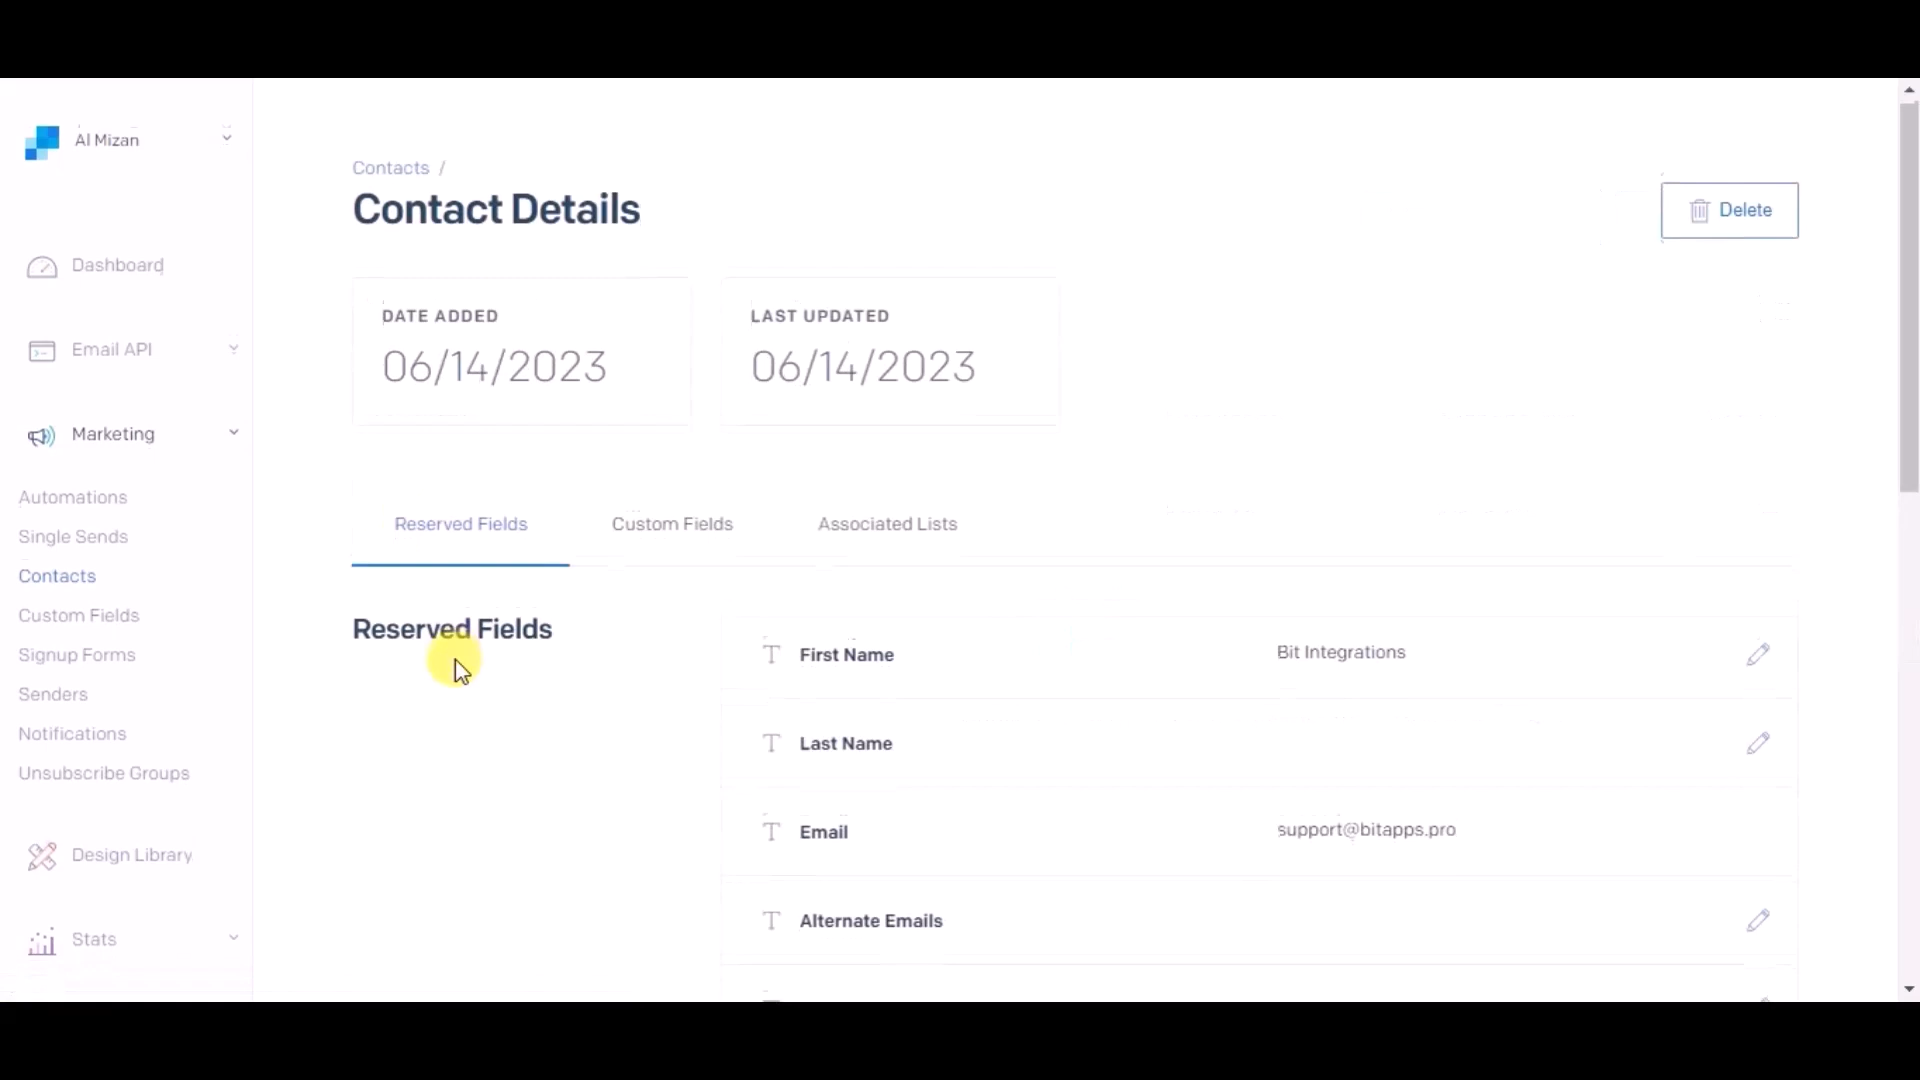 Al Mizan
Dashboard
Email API
Marketing
Automations
Single Sends
Contacts
Custom Fields
Signup Forms
Senders
Notifications
Unsubscribe Groups
Design Library
Stats
Contacts /
Contact Details
Delete
DATE ADDED
06/14/2023
LAST UPDATED
06/14/2023
Reserved Fields
Custom Fields
Associated Lists
Reserved Fields
First Name
Bit Integrations
Last Name
Email
support@bitapps.pro
Alternate Emails